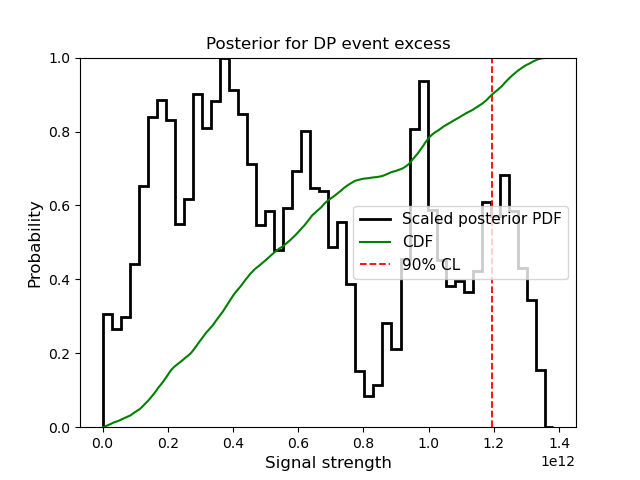 Posterior for DP event excess
1.0
0.8
0.6
0.4
0.2
0.0
Probability
Scaled posterior PDF
CDF
90% CL
0.0 0.2 0.4 0.6 0.8 1.0 1.2 1.4
1e12
Signal strength